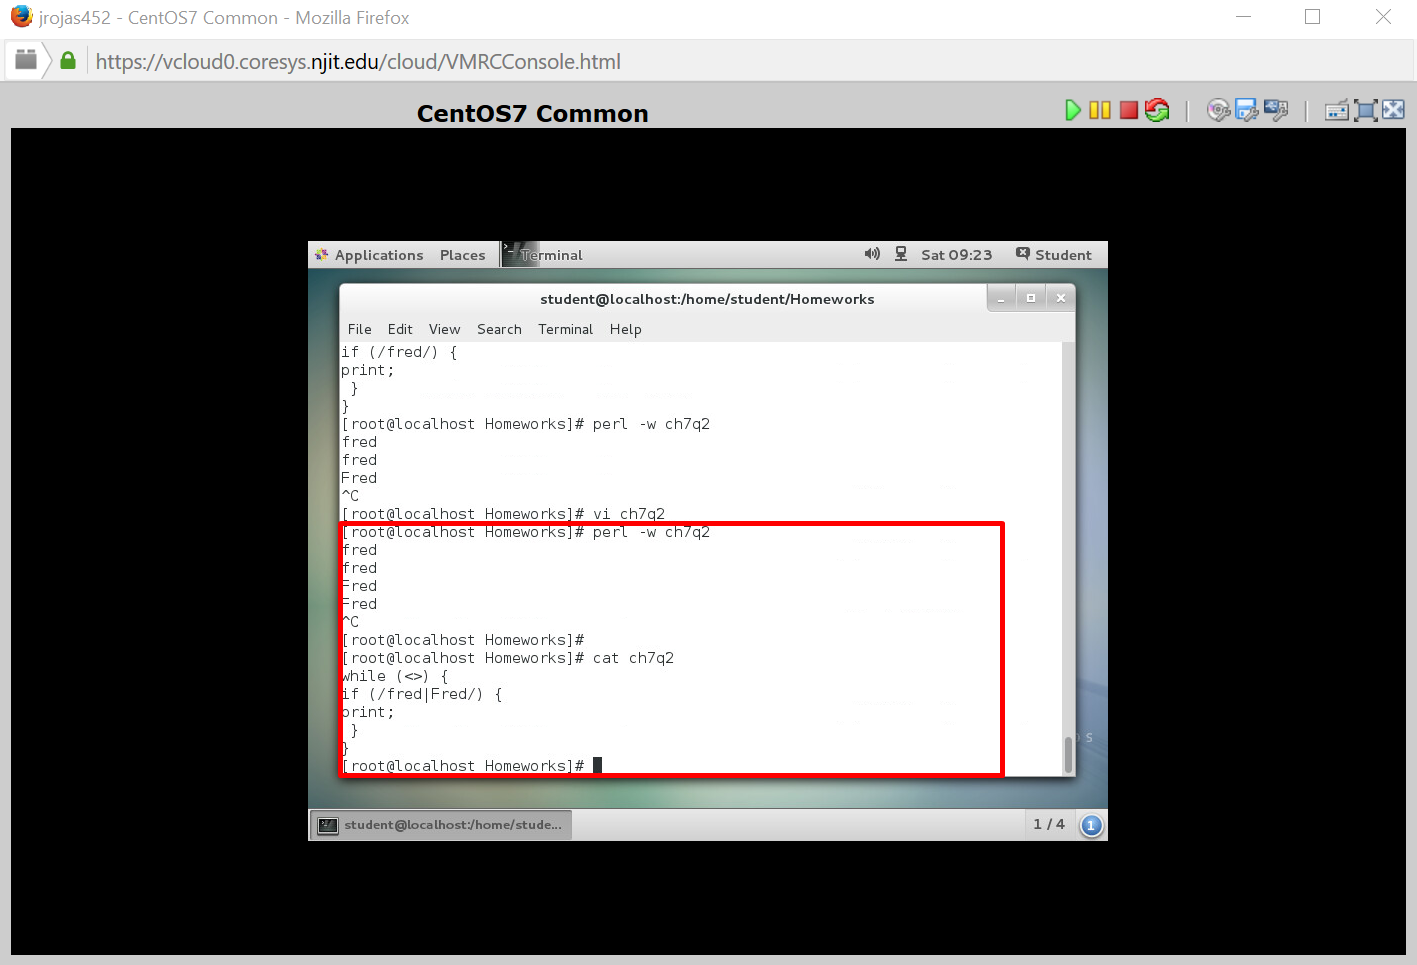 jrojas452 - CentOS7 Common - Mozilla Firefox
https://vcloud0.coresys.njit.edu/cloud/VMRCConsole.html
CentOS7 Common
Applications Places Terminal Sat 09:23 Student
student@localhost:/home/student/Homeworks
File Edit View Search Terminal Help
if (/fred/) {
print;
 }
}
[root@localhost Homeworks]# perl -w ch7q2
fred
fred
Fred
^C
[root@localhost Homeworks]# vi ch7q2
[root@localhost Homeworks]# perl -w ch7q2
fred
fred
Fred
Fred
^C
[root@localhost Homeworks]#
[root@localhost Homeworks]# cat ch7q2
while (<>) {
if (/fred|Fred/) {
print;
 }
}
[root@localhost Homeworks]#
student@localhost:/home/stude...
1 / 4
1